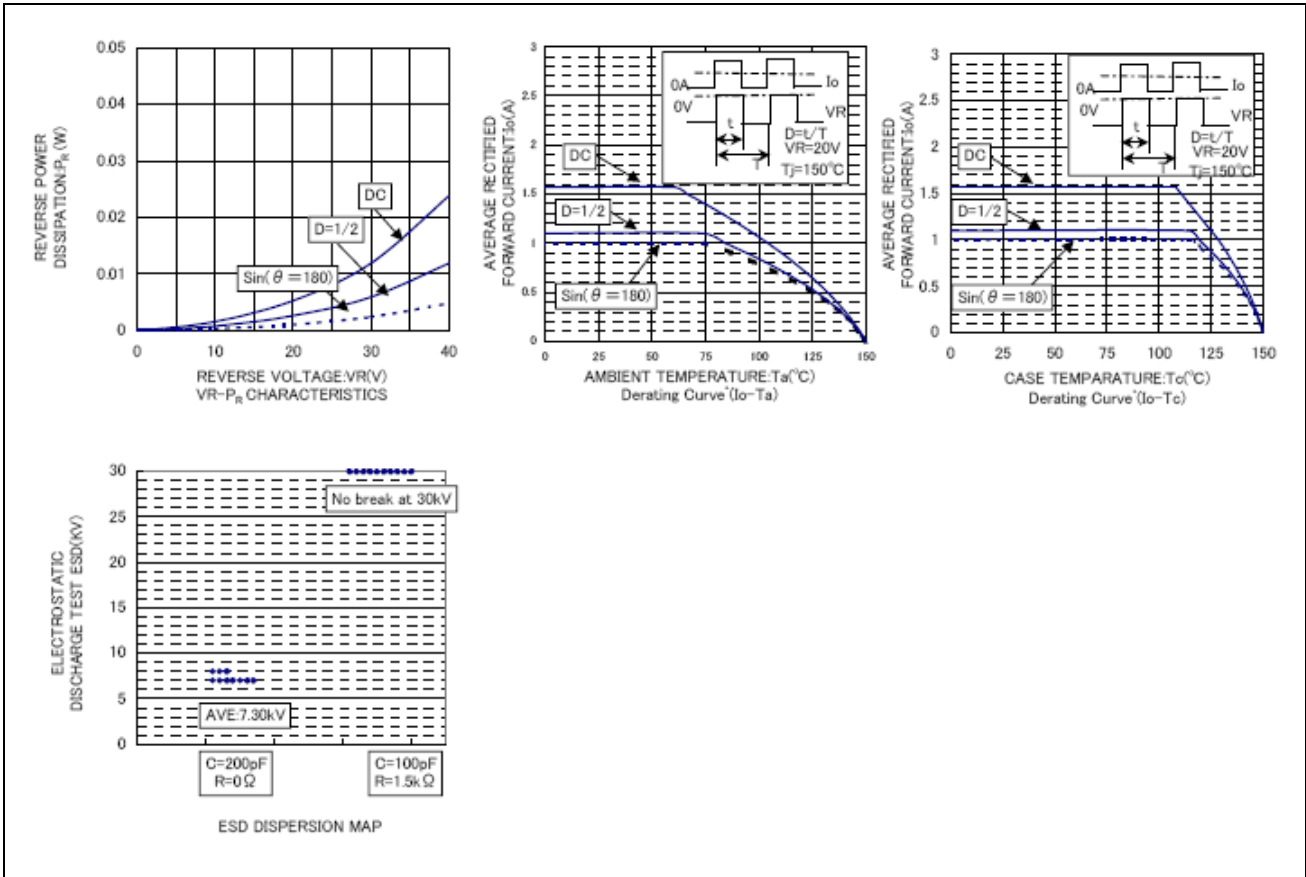 0.05
0.04
0.03
0.02
0.01
0
REVERSE POWER
DISSIPATION:PR (W)
DC
D=1/2
Sin(θ=180)
0 10 20 30 40
REVERSE VOLTAGE:VR(V)
VR-PR CHARACTERISTICS
3
2.5
2
1.5
1
0.5
0
AVERAGE RECTIFIED
FORWARD CURRENT:Io(A)
0A
Io
0V
VR
t
T
D=t/T
VR=20V
Tj=150°C
DC
D=1/2
Sin(θ=180)
0 25 50 75 100 125 150
AMBIENT TEMPERATURE:Ta(°C)
Derating Curve"(Io-Ta)
3
2.5
2
1.5
1
0.5
0
AVERAGE RECTIFIED
FORWARD CURRENT:Io(A)
0A
Io
0V
VR
t
T
D=t/T
VR=20V
Tj=150°C
DC
D=1/2
Sin(θ=180)
0 25 50 75 100 125 150
CASE TEMPARATURE:Tc(°C)
Derating Curve"(Io-Tc)
30
25
20
15
10
5
0
ELECTROSTATIC
DISCHARGE TEST ESD(KV)
No break at 30kV
AVE:7.30kV
C=200pF
R=0Ω
C=100pF
R=1.5kΩ
ESD DISPERSION MAP